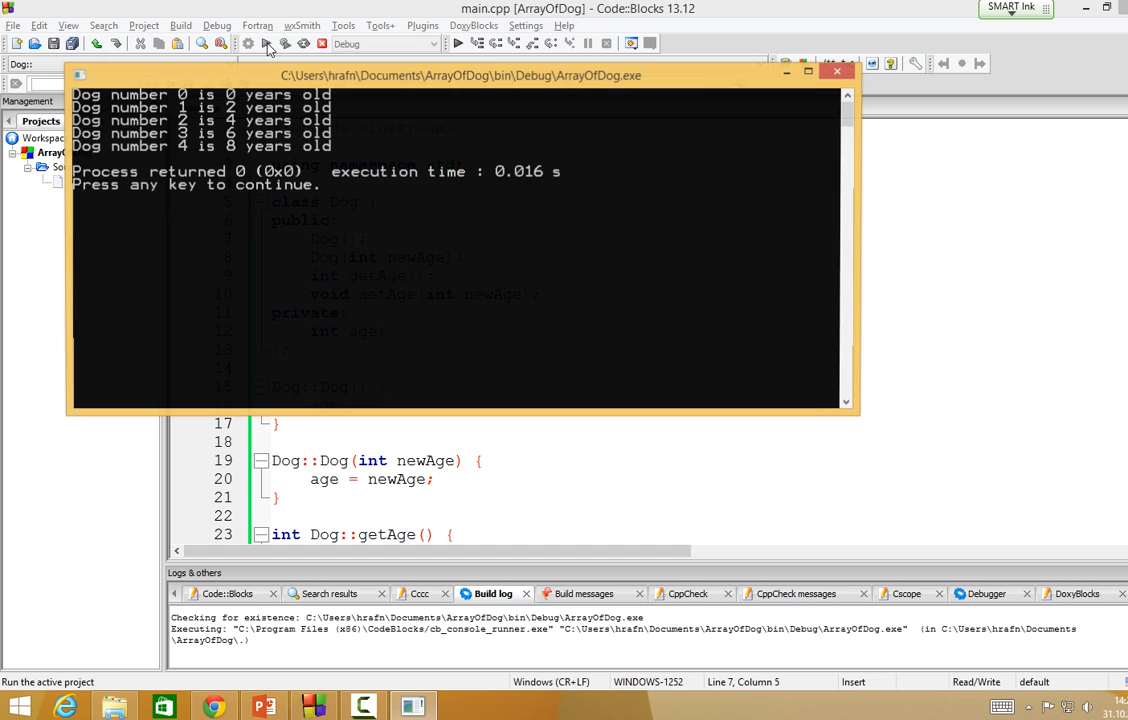 main.cpp [ArrayOfDog] - Code::Blocks 13.12
SMART Ink
File Edit View Search Project Build Debug Fortran wxSmith Tools Tools+ Plugins DoxyBlocks Settings Help
Debug
Dog::
C:\Users\hrafn\Documents\ArrayOfDog\bin\Debug\ArrayOfDog.exe
Management
Projects
Workspac
Array
So
Dog number 0 is 0 years old
Dog number 1 is 2 years old
Dog number 2 is 4 years old
Dog number 3 is 6 years old
Dog number 4 is 8 years old
Process returned 0 (0x0)   execution time : 0.016 s
Press any key to continue.
<iostream>
using namespace std;
5 class Dog {
6 public:
7 Dog();
8 Dog(int newAge);
9 int getAge();
10 void setAge(int newAge);
11 private:
12 int age;
13 };
14
15 Dog::Dog() {
17 }
18
19 Dog::Dog(int newAge) {
20 age = newAge;
21 }
22
23 int Dog::getAge() {
Logs & others
Code::Blocks Search results Cccc Build log Build messages CppCheck CppCheck messages Cscope Debugger DoxyBlocks
Checking for existence: C:\Users\hrafn\Documents\ArrayOfDog\bin\Debug\ArrayOfDog.exe
Executing: "C:\Program Files (x86)\CodeBlocks/cb_console_runner.exe" "C:\Users\hrafn\Documents\ArrayOfDog\bin\Debug\ArrayOfDog.exe" (in C:\Users\hrafn\Documents
\ArrayOfDog\.)
Run the active project Windows (CR+LF) WINDOWS-1252 Line 7, Column 5 Insert Read/Write default
14:
31.10.